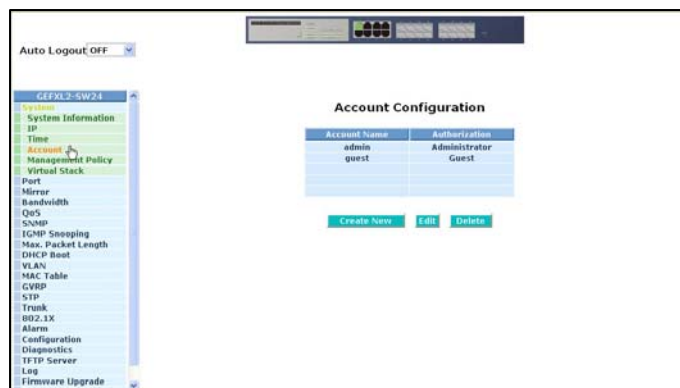 Auto Logout OFF
GEFXL2-SW24
System
System Information
IP
Time
Account
Management Policy
Virtual Stack
Port
Mirror
Bandwidth
QoS
SNMP
IGMP Snooping
Max. Packet Length
DHCP Boot
VLAN
MAC Table
GVRP
STP
Trunk
802.1X
Alarm
Configuration
Diagnostics
TFTP Server
Log
Firmware Upgrade
Account Configuration
Account Name Authorization
admin Administrator
guest Guest
Create New Edit Delete